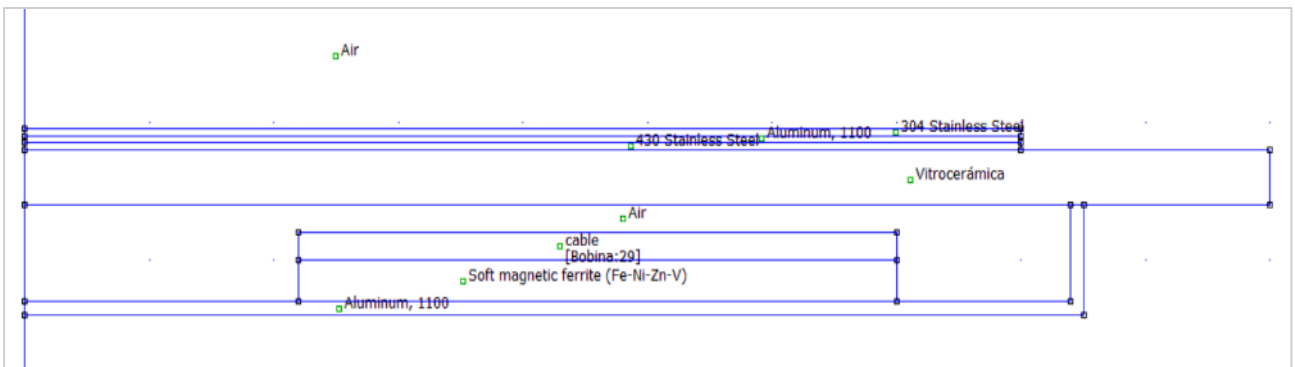 Air
304 Stainless Steel
Aluminum, 1100
430 Stainless Steel
Vitrocerámica
Air
cable
[Bobina:29]
Soft magnetic ferrite (Fe-Ni-Zn-V)
Aluminum, 1100